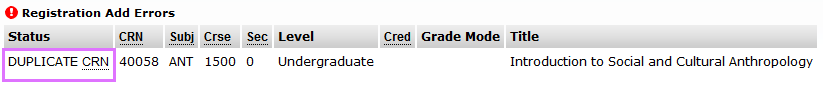 Registration Add Errors
Status CRN Subj Crse Sec Level Cred Grade Mode Title
DUPLICATE CRN 40058 ANT 1500 0 Undergraduate Introduction to Social and Cultural Anthropology